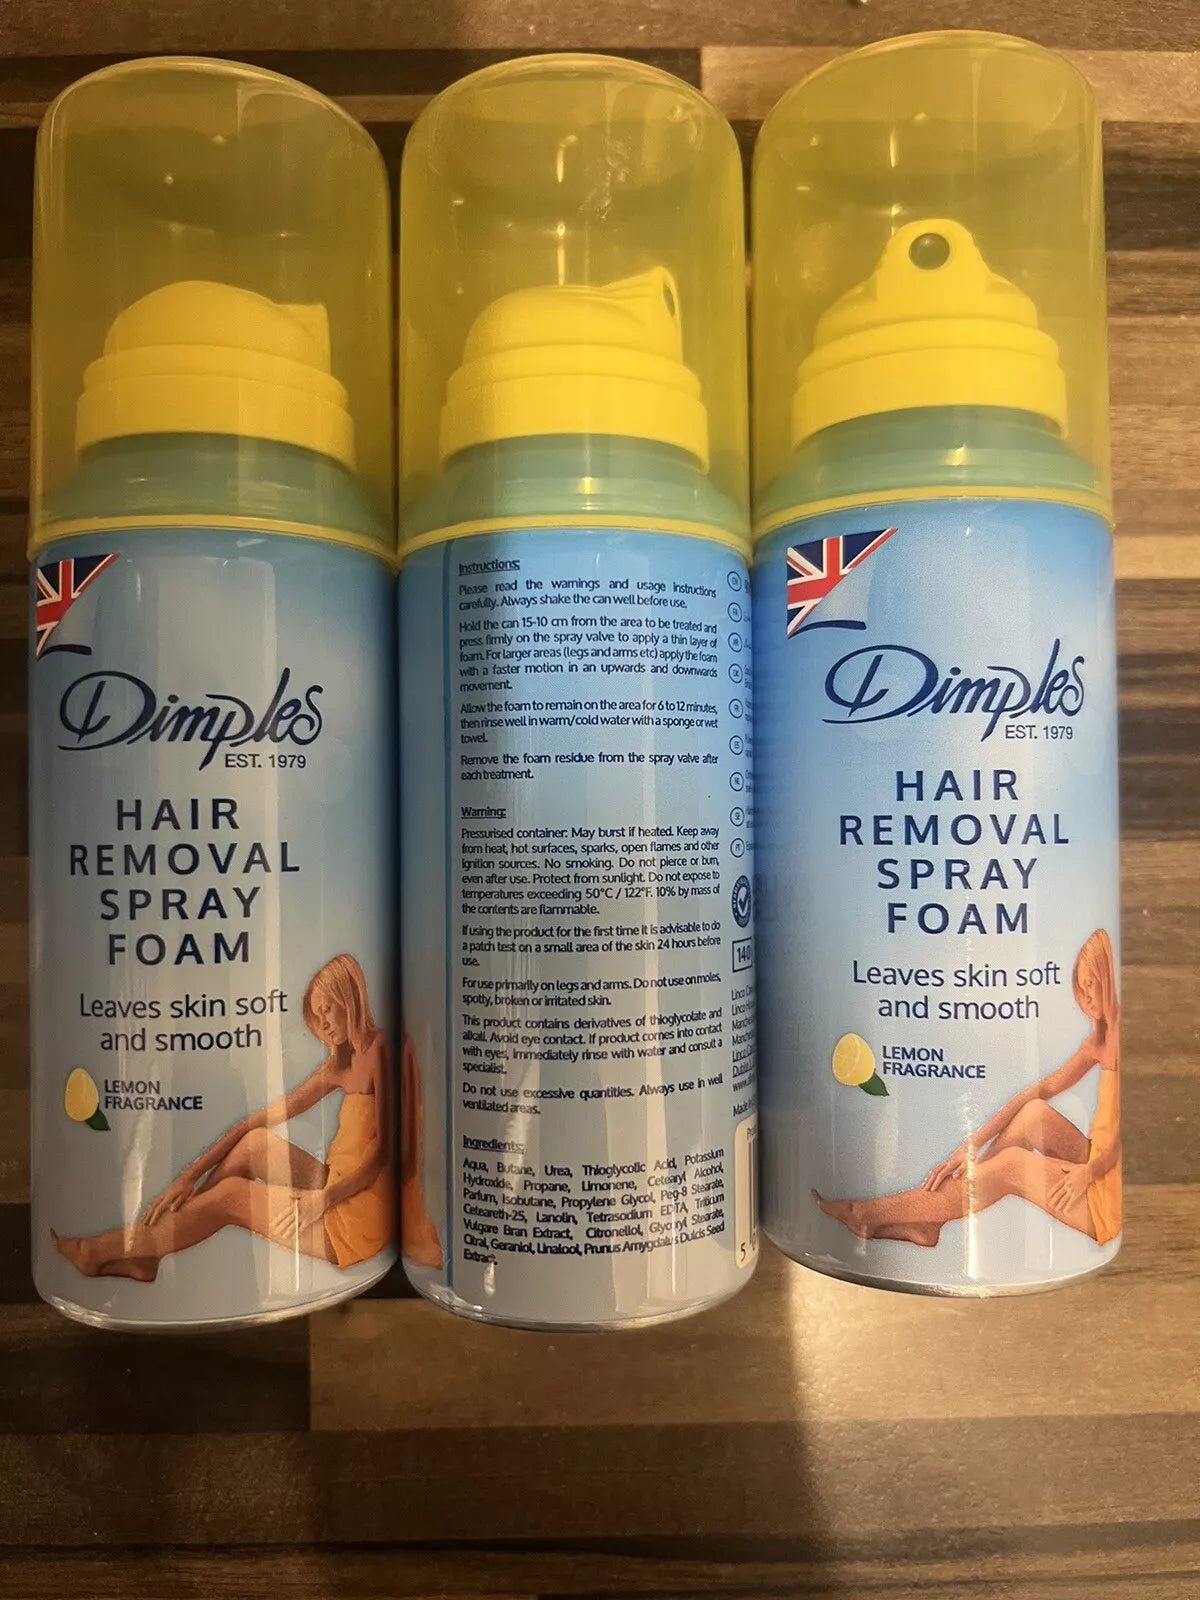 Dimples
EST. 1979
HAIR
REMOVAL
SPRAY
FOAM
Leaves skin soft
and smooth
LEMON
FRAGRANCE
Instructions:
Please read the warnings and usage instructions
carefully. Always shake the can well before use.
Hold the can 15-10 cm from the area to be treated and
press firmly on the spray valve to apply a thin layer of
foam. For larger areas (legs and arms etc) apply the foam
with a faster motion in an upwards and downwards
movement.
Allow the foam to remain on the area for 6 to 12 minutes,
then rinse well in warm/cold water with a sponge or wet
towel.
Remove the foam residue from the spray valve after
each treatment.
Warning:
Pressurised container: May burst if heated. Keep away
from heat, hot surfaces, sparks, open flames and other
ignition sources. No smoking. Do not pierce or burn,
even after use. Protect from sunlight. Do not expose to
temperatures exceeding 50°C / 122°F. 10% by mass of
the contents are flammable.
If using the product for the first time it is advisable to do
a patch test on a small area of the skin 24 hours before
use.
For use primarily on legs and arms. Do not use on moles,
spotty, broken or irritated skin.
This product contains derivatives of thioglycolate and
alkali. Avoid eye contact. If product comes into contact
with eyes, immediately rinse with water and consult a
specialist.
Do not use excessive quantities. Always use in well
ventilated areas.
Ingredients:
Aqua, Butane, Urea, Thioglycolic Acid, Potassium
Hydroxide, Propane, Limonene, Cetearyl Alcohol,
Parfum, Isobutane, Propylene Glycol, Peg-8 Stearate,
Ceteareth-25, Lanolin, Tetrasodium EDTA, Triticum
Vulgare Bran Extract, Citronellol, Glyceryl Stearate,
Citral, Geraniol, Linalool, Prunus Amygdalus Dulcis Seed
Extract.
140
Linco
Linco
Made
5
Dimples
EST. 1979
HAIR
REMOVAL
SPRAY
FOAM
Leaves skin soft
and smooth
LEMON
FRAGRANCE